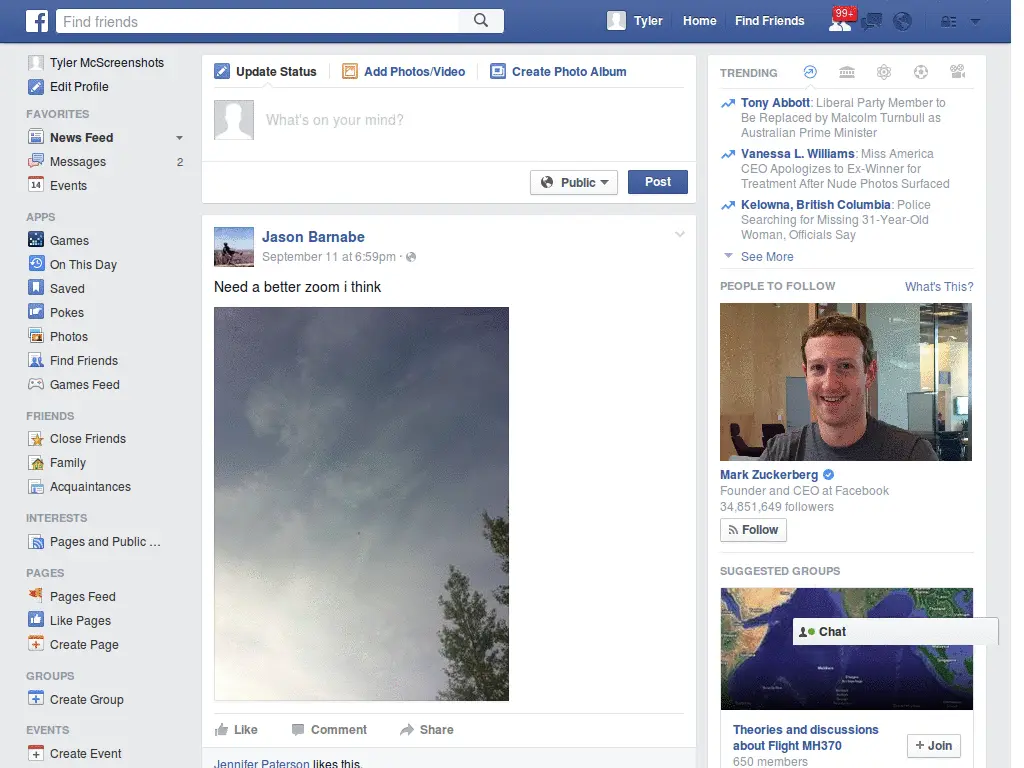 f
Find friends
Tyler
Home
Find Friends
99+
Tyler McScreenshots
Edit Profile
FAVORITES
News Feed
Messages 2
14 Events
APPS
Games
On This Day
Saved
Pokes
Photos
Find Friends
Games Feed
FRIENDS
Close Friends
Family
Acquaintances
INTERESTS
Pages and Public ...
PAGES
Pages Feed
Like Pages
Create Page
GROUPS
Create Group
EVENTS
Create Event
Update Status
Add Photos/Video
Create Photo Album
What's on your mind?
Public
Post
Jason Barnabe
September 11 at 6:59pm ·
Need a better zoom i think
Like
Comment
Share
Jennifer Paterson likes this.
TRENDING
Tony Abbott: Liberal Party Member to
Be Replaced by Malcolm Turnbull as
Australian Prime Minister
Vanessa L. Williams: Miss America
CEO Apologizes to Ex-Winner for
Treatment After Nude Photos Surfaced
Kelowna, British Columbia: Police
Searching for Missing 31-Year-Old
Woman, Officials Say
See More
PEOPLE TO FOLLOW
What's This?
Mark Zuckerberg
Founder and CEO at Facebook
34,851,649 followers
Follow
SUGGESTED GROUPS
Chat
Theories and discussions
about Flight MH370
650 members
+ Join